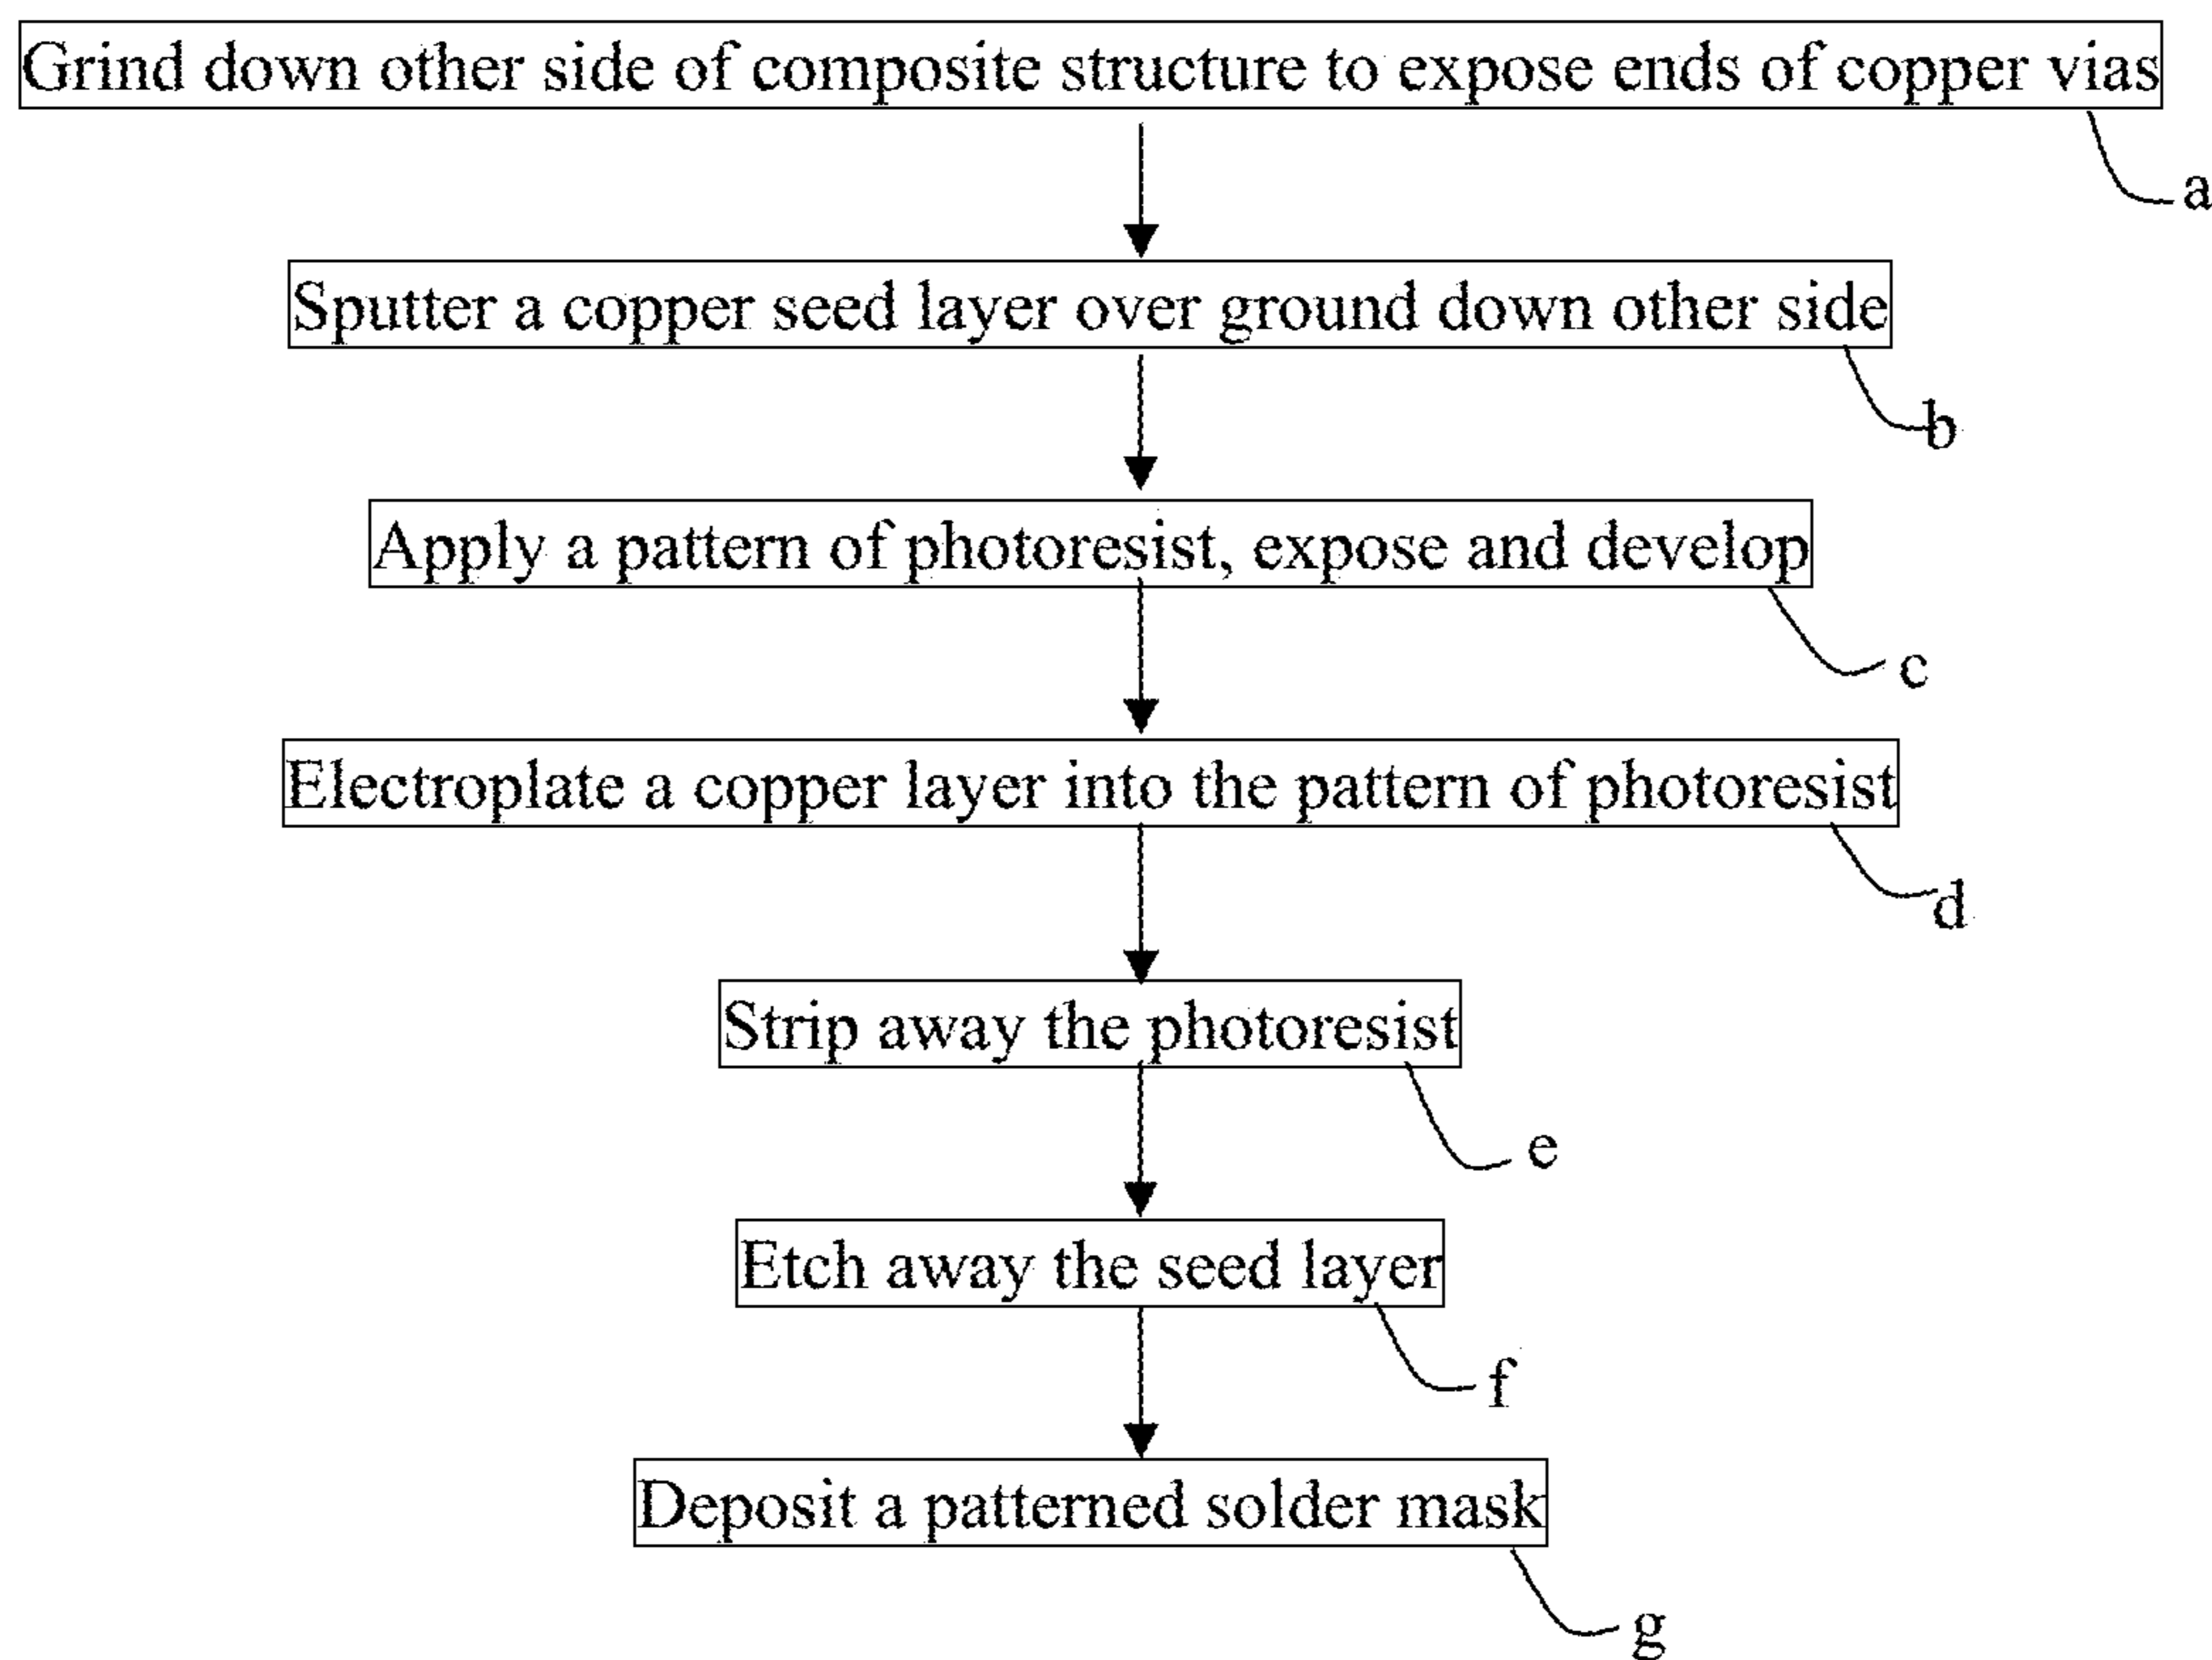 Grind down other side of composite structure to expose ends of copper vias
a
Sputter a copper seed layer over ground down other side
b
Apply a pattern of photoresist, expose and develop
c
Electroplate a copper layer into the pattern of photoresist
d
Strip away the photoresist
e
Etch away the seed layer
f
Deposit a patterned solder mask
g